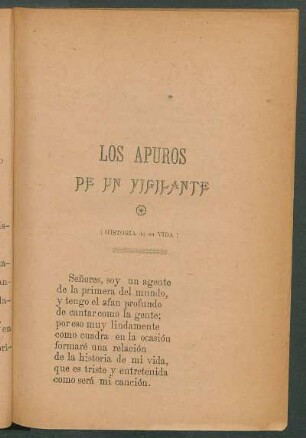 LOS APUROS
DE UN VIGILANTE
( HISTORIA DE SU VIDA )
Señores, soy un agente
de la primera del mundo,
y tengo el afan profundo
de cantar como la gente;
por eso muy lindamente
como cuadra en la ocasión
formaré una relación
de la historia de mi vida,
que es triste y entretenida
como será mi canción.